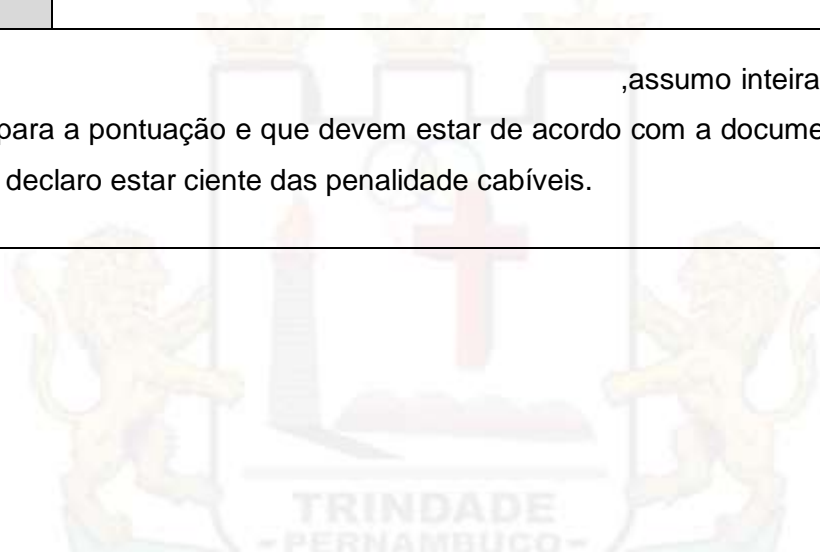 ,assumo inteira
para a pontuação e que devem estar de acordo com a docume
declaro estar ciente das penalidade cabíveis.
TRINDADE
- PERNAMBUCO -